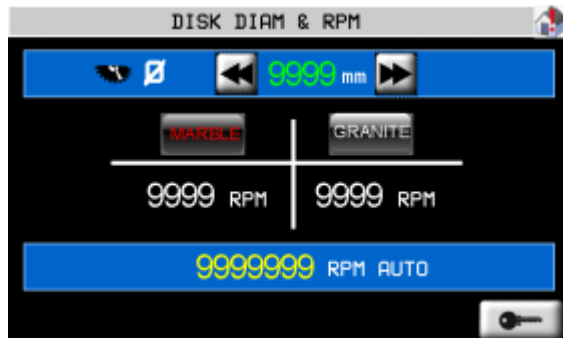 DISK DIAM & RPM
Ø 9999 mm
MARBLE GRANITE
9999 RPM 9999 RPM
9999999 RPM AUTO